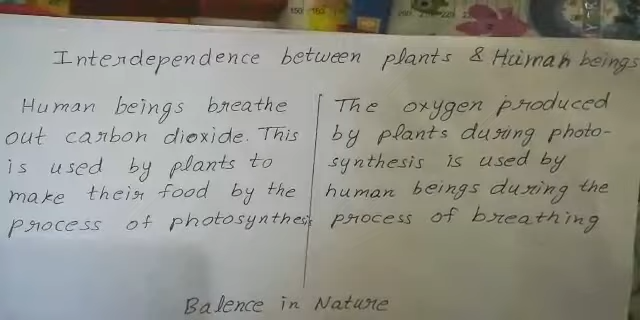 Interdependence between plants & Human beings
Human beings breathe
out carbon dioxide. This
is used by plants to
make their food by the
process of photosynthesis
The oxygen produced
by plants during photo-
synthesis is used by
human beings during the
process of breathing
Balence in Nature